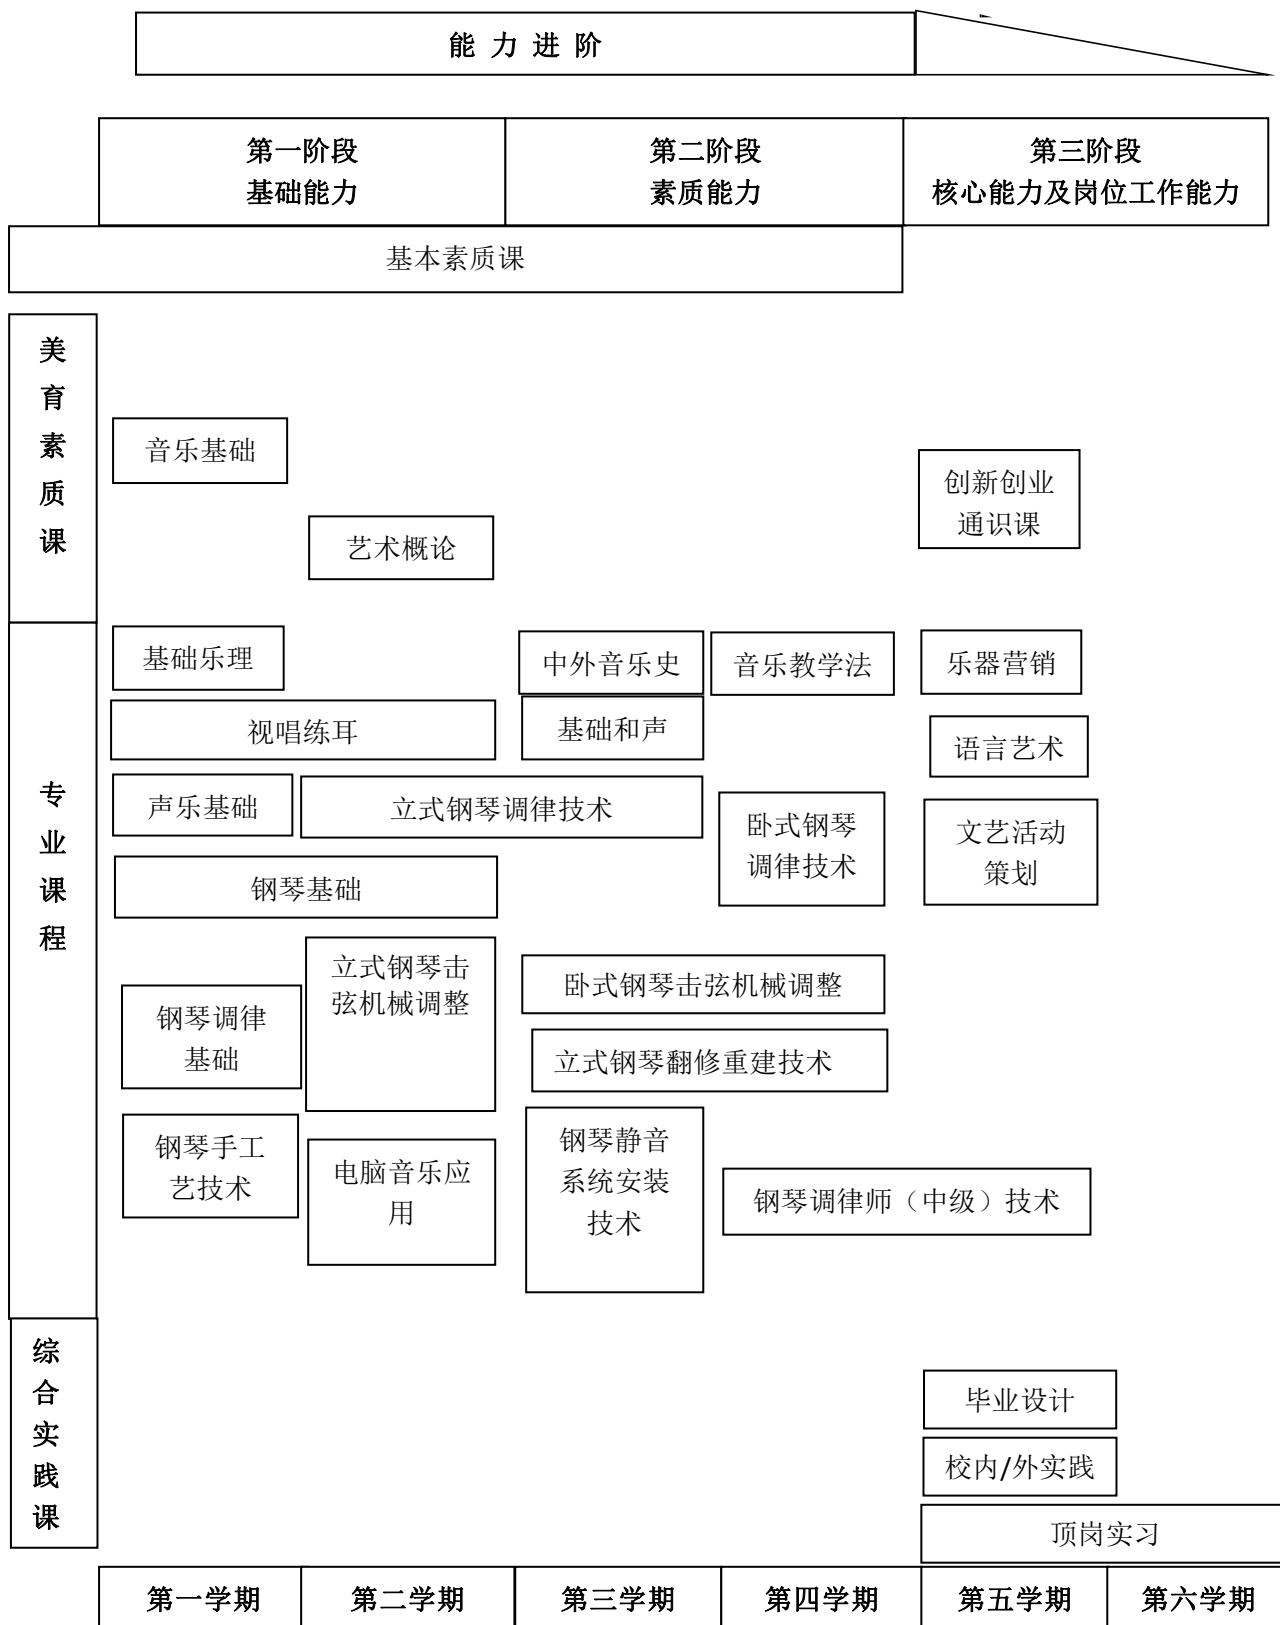 能 力 进 阶
第一阶段
基础能力
第二阶段
素质能力
第三阶段
核心能力及岗位工作能力
基本素质课
美
育
素
质
课
音乐基础
艺术概论
创新创业
通识课
专
业
课
程
基础乐理
中外音乐史
音乐教学法
乐器营销
视唱练耳
基础和声
语言艺术
声乐基础
立式钢琴调律技术
卧式钢琴
调律技术
文艺活动
策划
钢琴基础
立式钢琴击
弦机械调整
卧式钢琴击弦机械调整
钢琴调律
基础
立式钢琴翻修重建技术
钢琴手工
艺技术
电脑音乐应
用
钢琴静音
系统安装
技术
钢琴调律师（中级）技术
综
合
实
践
课
毕业设计
校内/外实践
顶岗实习
第一学期
第二学期
第三学期
第四学期
第五学期
第六学期